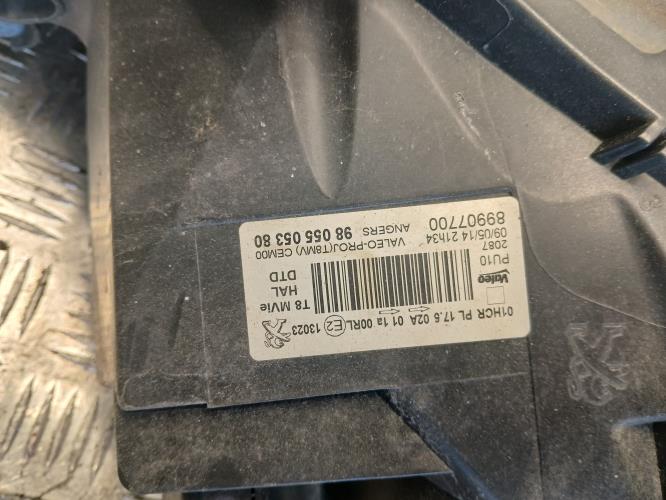 01HCR PL 17.5 02A 01 1a 00RL E2 13023
Valeo
T8 MVie
HAL
DTD
PU10
2087
09/05/14 21h34
89907700
VALEO-PROJ(T8MV) CEM00
ANGERS
98 055 053 80